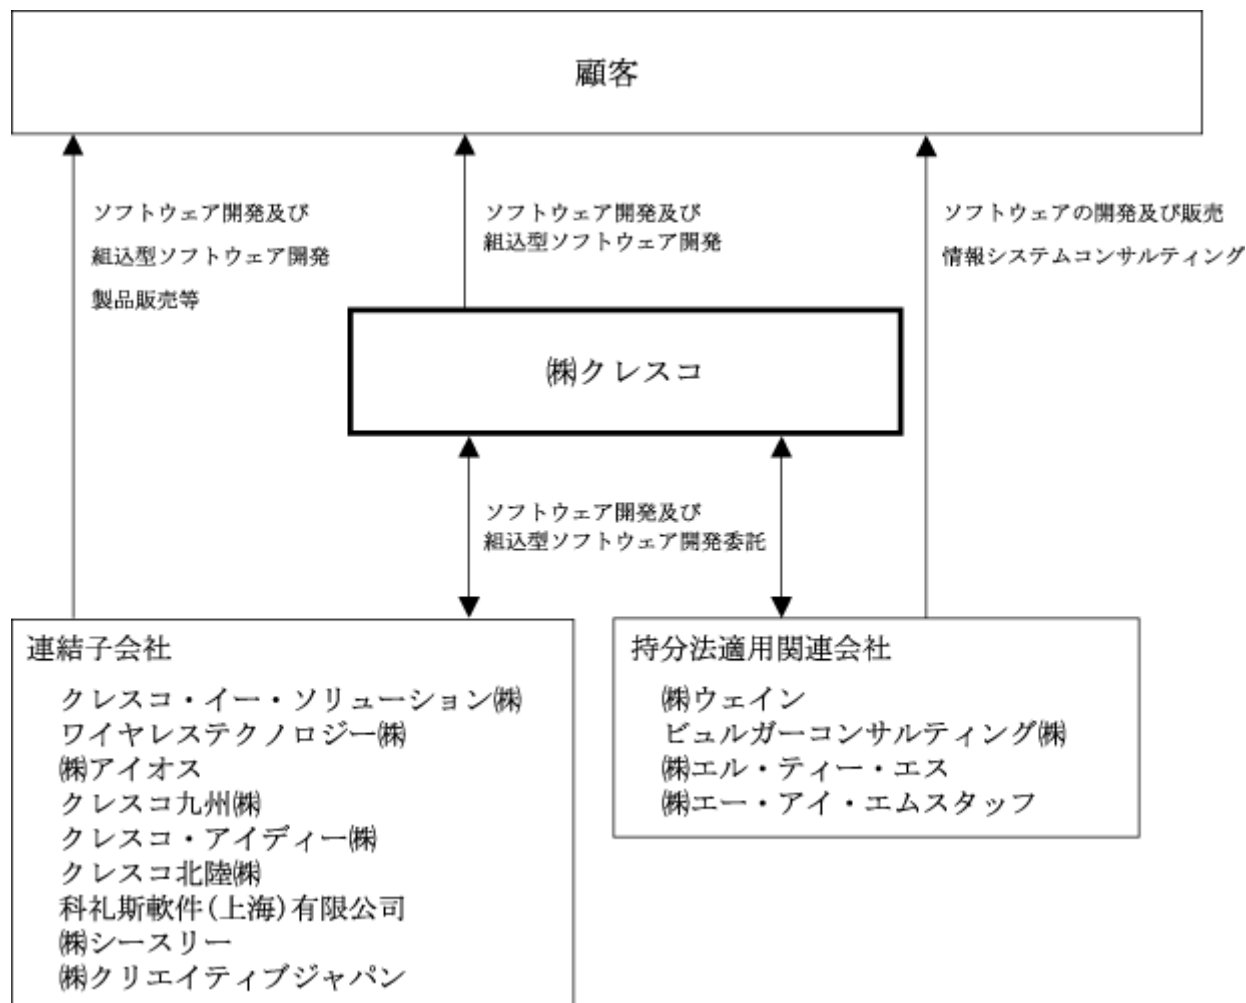 顧客
ソフトウェア開発及び
組込型ソフトウェア開発
製品販売等
ソフトウェア開発及び
組込型ソフトウェア開発
ソフトウェアの開発及び販売
情報システムコンサルティング
㈱クレスコ
ソフトウェア開発及び
組込型ソフトウェア開発委託
連結子会社
クレスコ・イー・ソリューション㈱
ワイヤレステクノロジー㈱
㈱アイオス
クレスコ九州㈱
クレスコ・アイディー㈱
クレスコ北陸㈱
科礼斯軟件(上海)有限公司
㈱シースリー
㈱クリエイティブジャパン
持分法適用関連会社
㈱ウェイン
ビュルガーコンサルティング㈱
㈱エル・ティー・エス
㈱エー・アイ・エムスタッフ